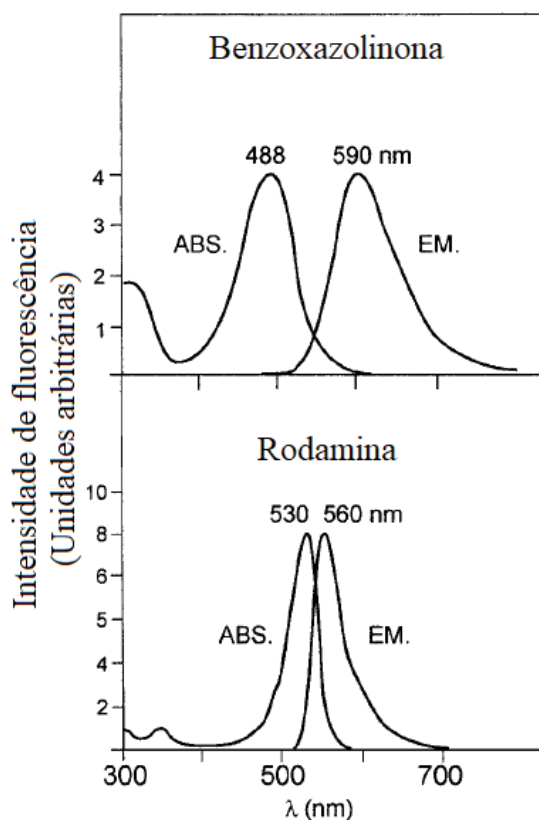 Benzoxazolinona
488 590 nm
4
3
2
1
ABS. EM.
Intensidade de fluorescência
(Unidades arbitrárias)
Rodamina
530 560 nm
10
8
6
5
4
2
ABS. EM.
300 500 700
λ (nm)